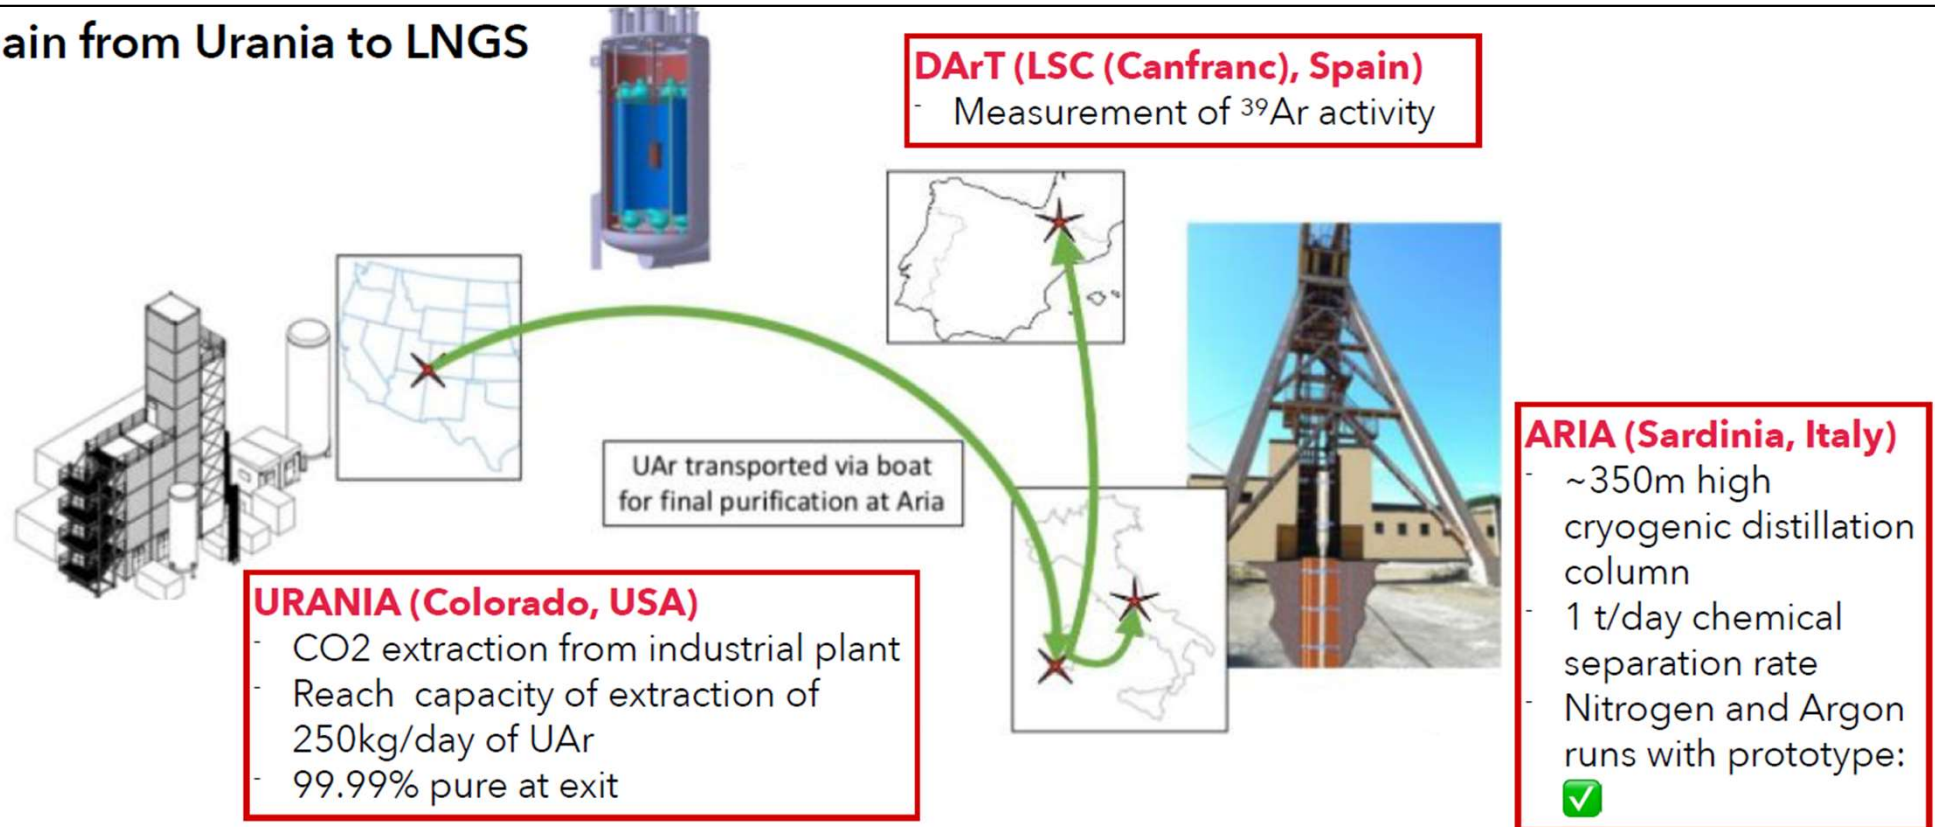 ain from Urania to LNGS
DArT (LSC (Canfranc), Spain)
- Measurement of ³⁹Ar activity
UAr transported via boat
for final purification at Aria
URANIA (Colorado, USA)
- CO2 extraction from industrial plant
- Reach  capacity of extraction of
250kg/day of UAr
- 99.99% pure at exit
ARIA (Sardinia, Italy)
- ~350m high
cryogenic distillation
column
- 1 t/day chemical
separation rate
- Nitrogen and Argon
runs with prototype:
✅